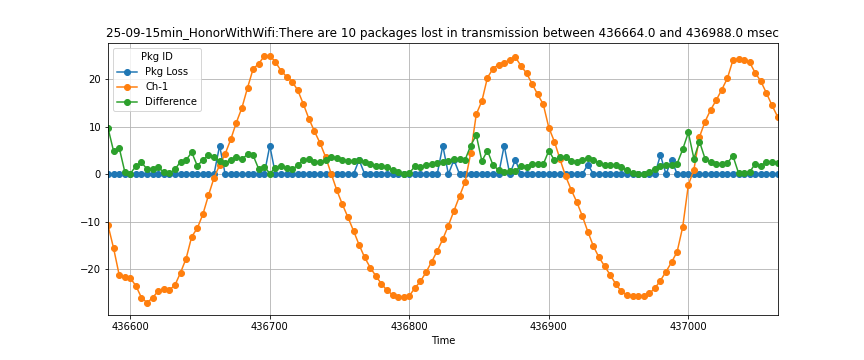 25-09-15min_HonorWithWifi:There are 10 packages lost in transmission between 436664.0 and 436988.0 msec
Pkg ID
Pkg Loss
Ch-1
Difference
20
10
0
−10
−20
436600
436700
436800
436900
437000
Time